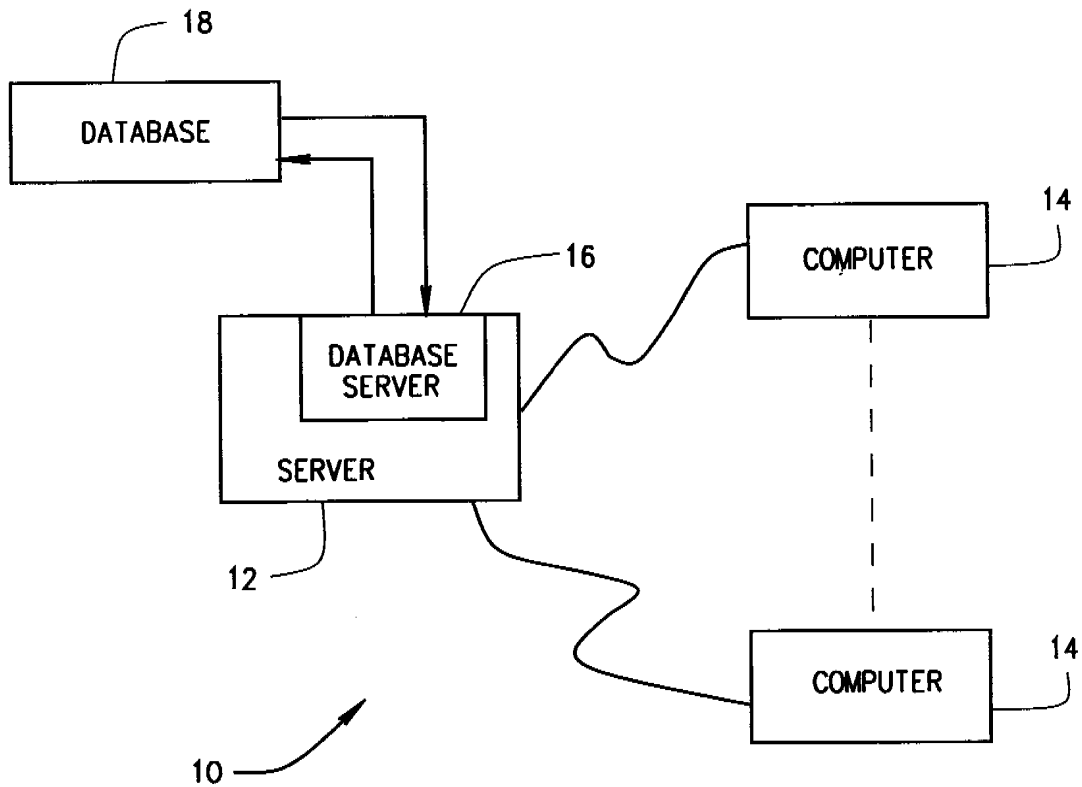 18
DATABASE
14
COMPUTER
16
DATABASE
SERVER
SERVER
12
14
COMPUTER
10